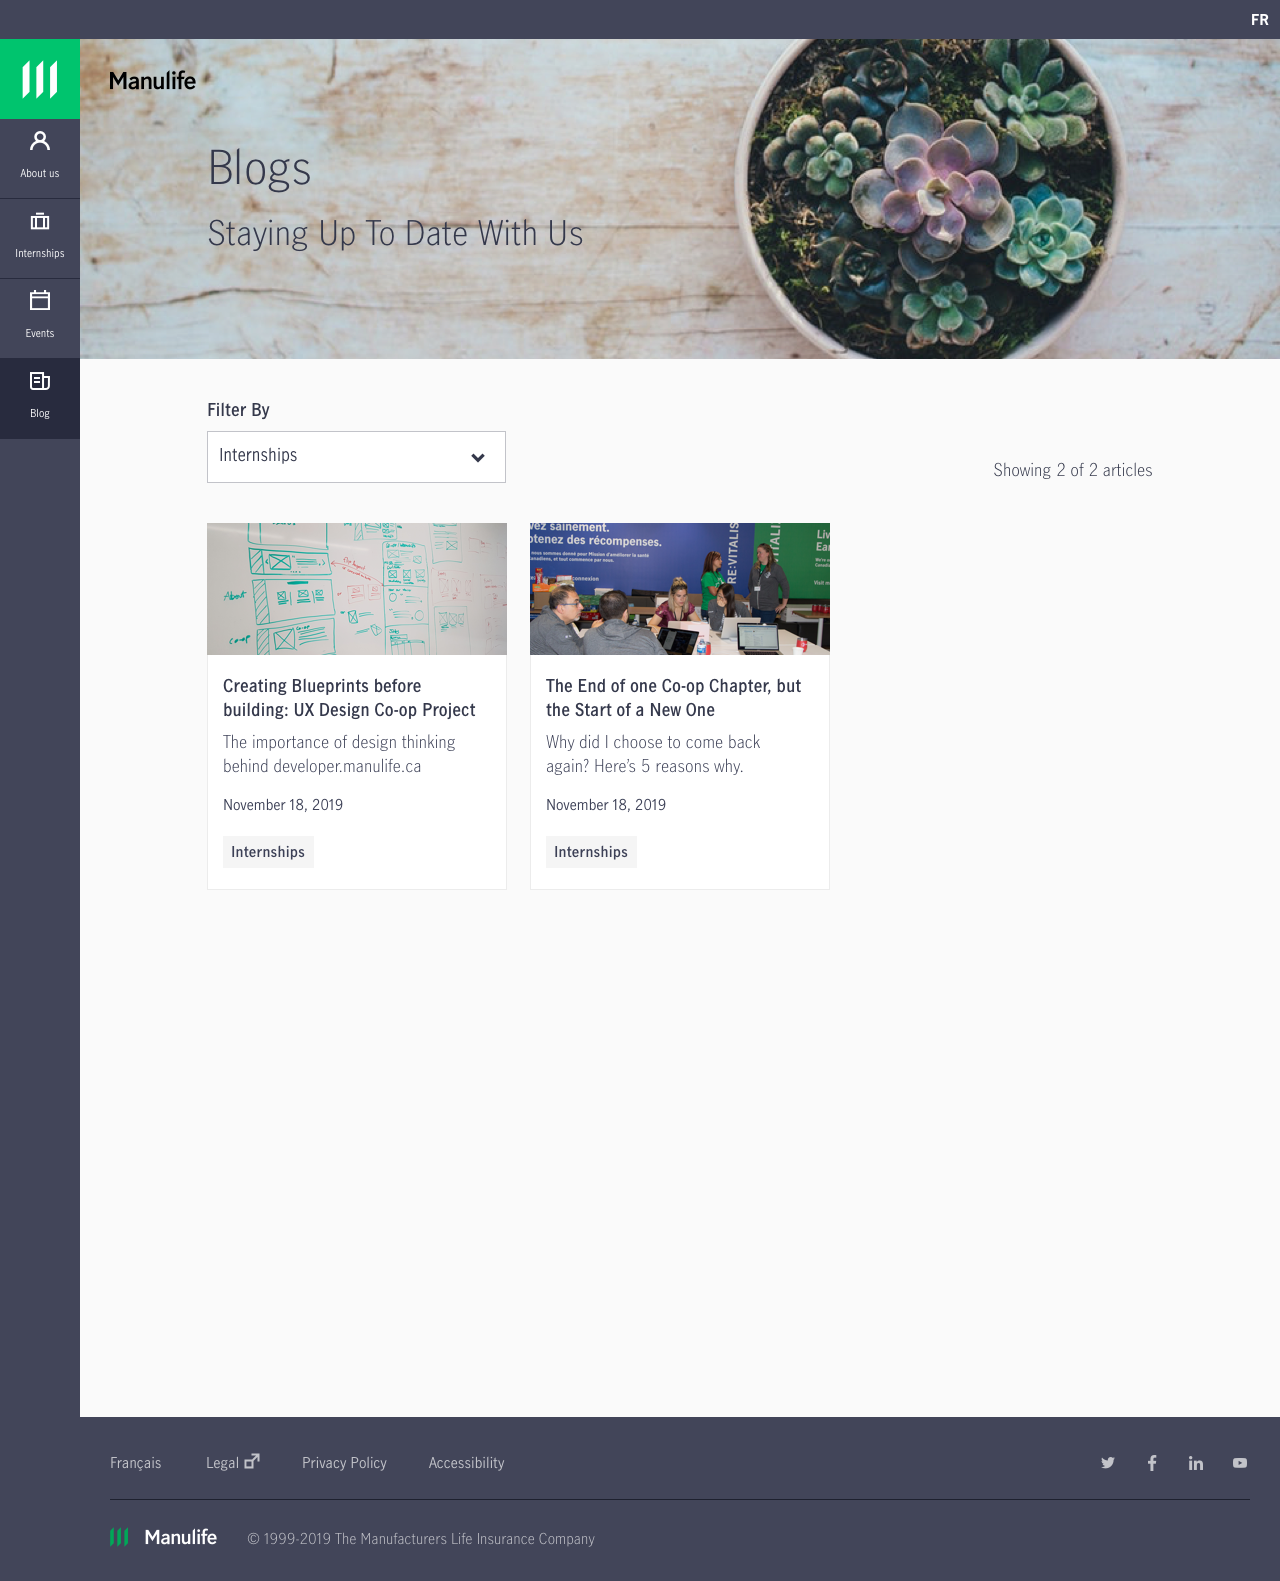 FR
Manulife
Blogs
Staying Up To Date With Us
About us
Internships
Events
Blog
Filter By
Internships
Showing 2 of 2 articles
About
Co-op
vez sainement.
otenez des récompenses.
RE:VITALIS
VITALIS
Creating Blueprints before
building: UX Design Co-op Project
The importance of design thinking
behind developer.manulife.ca
November 18, 2019
Internships
The End of one Co-op Chapter, but
the Start of a New One
Why did I choose to come back
again? Here’s 5 reasons why.
November 18, 2019
Internships
Français
Legal
Privacy Policy
Accessibility
Manulife
© 1999-2019 The Manufacturers Life Insurance Company